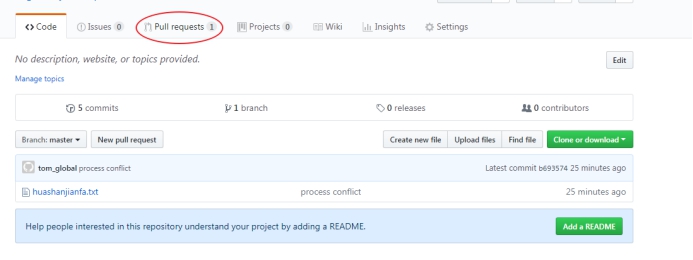 Code Issues 0 Pull requests 1 Projects 0 Wiki Insights Settings
No description, website, or topics provided. Edit
Manage topics
5 commits 1 branch 0 releases 0 contributors
Branch: master New pull request Create new file Upload files Find file Clone or download
tom_global process conflict Latest commit b693574 25 minutes ago
huashanjianfa.txt process conflict 25 minutes ago
Help people interested in this repository understand your project by adding a README. Add a README